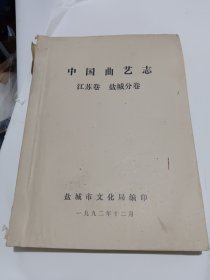 中国曲艺志
江苏卷 盐城分卷
盐城市文化局编印
一九九二年十二月